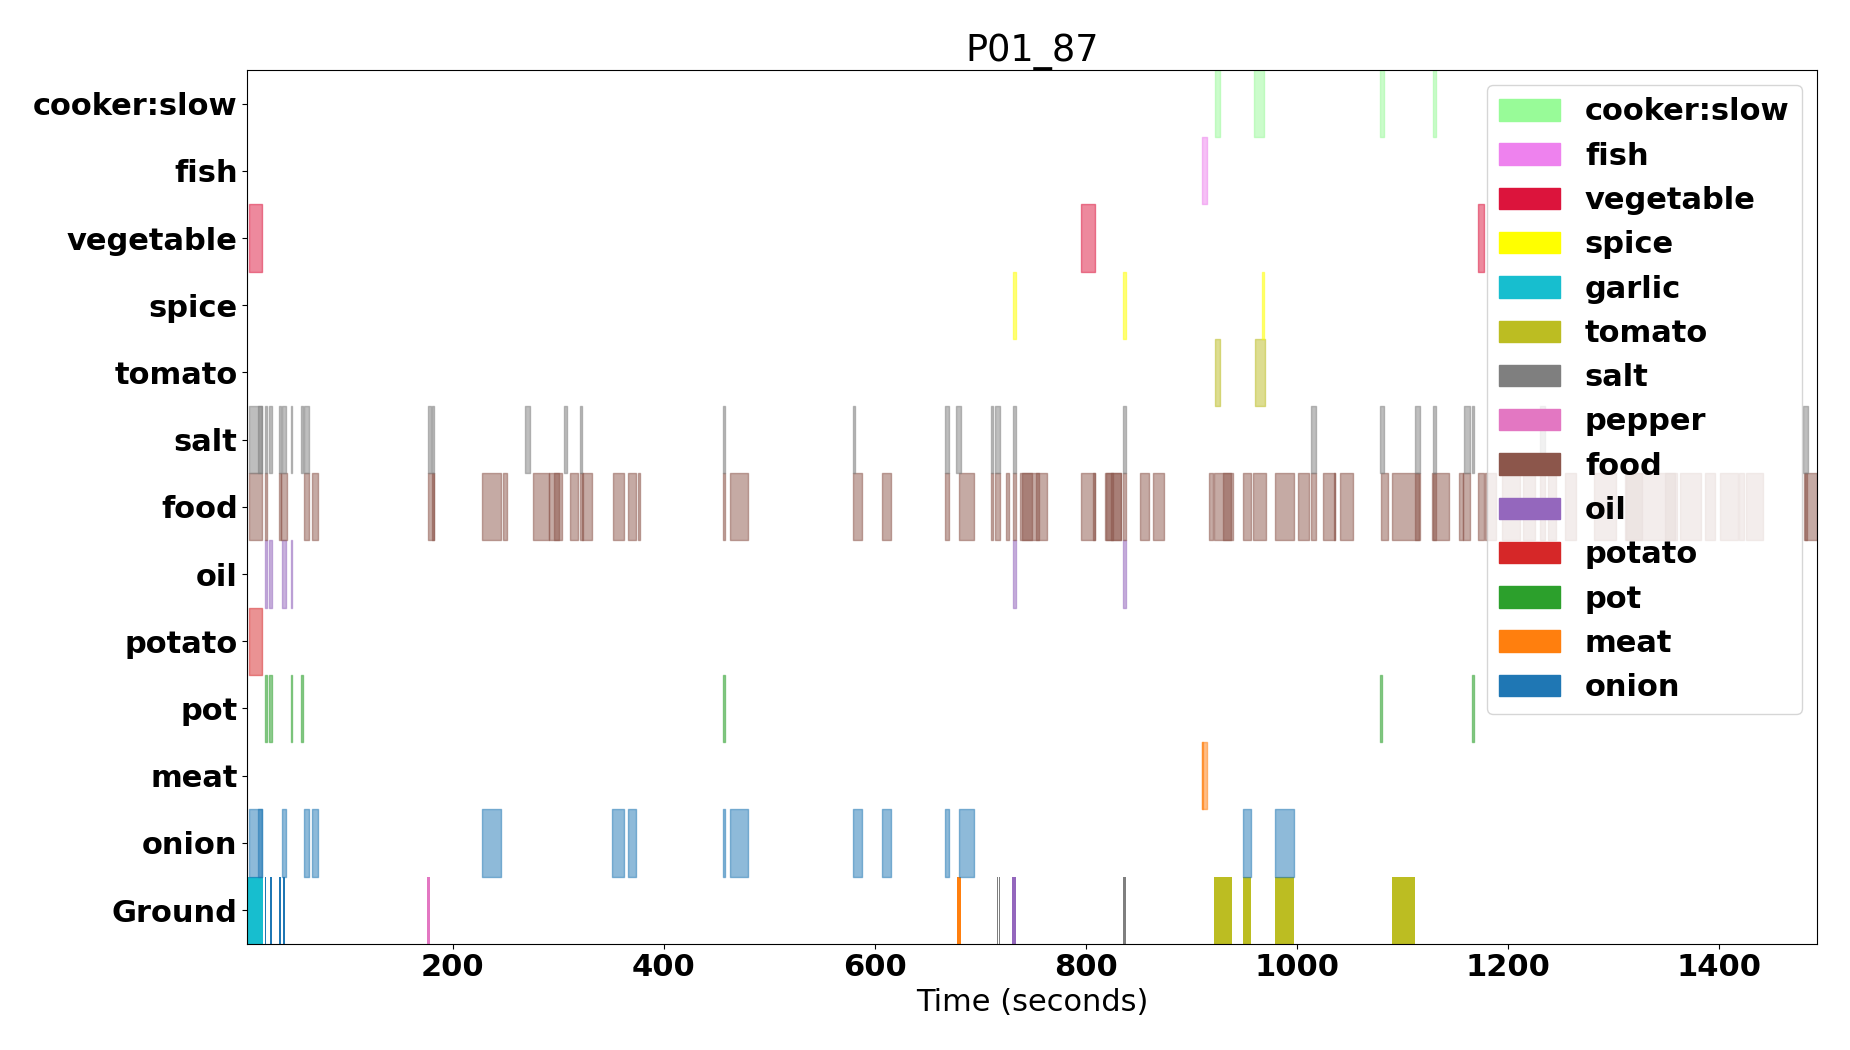 P01_87
cooker:slow
fish
vegetable
spice
tomato
salt
food
oil
potato
pot
meat
onion
Ground
cooker:slow
fish
vegetable
spice
garlic
tomato
salt
pepper
food
oil
potato
pot
meat
onion
200 400 600 800 1000 1200 1400
Time (seconds)